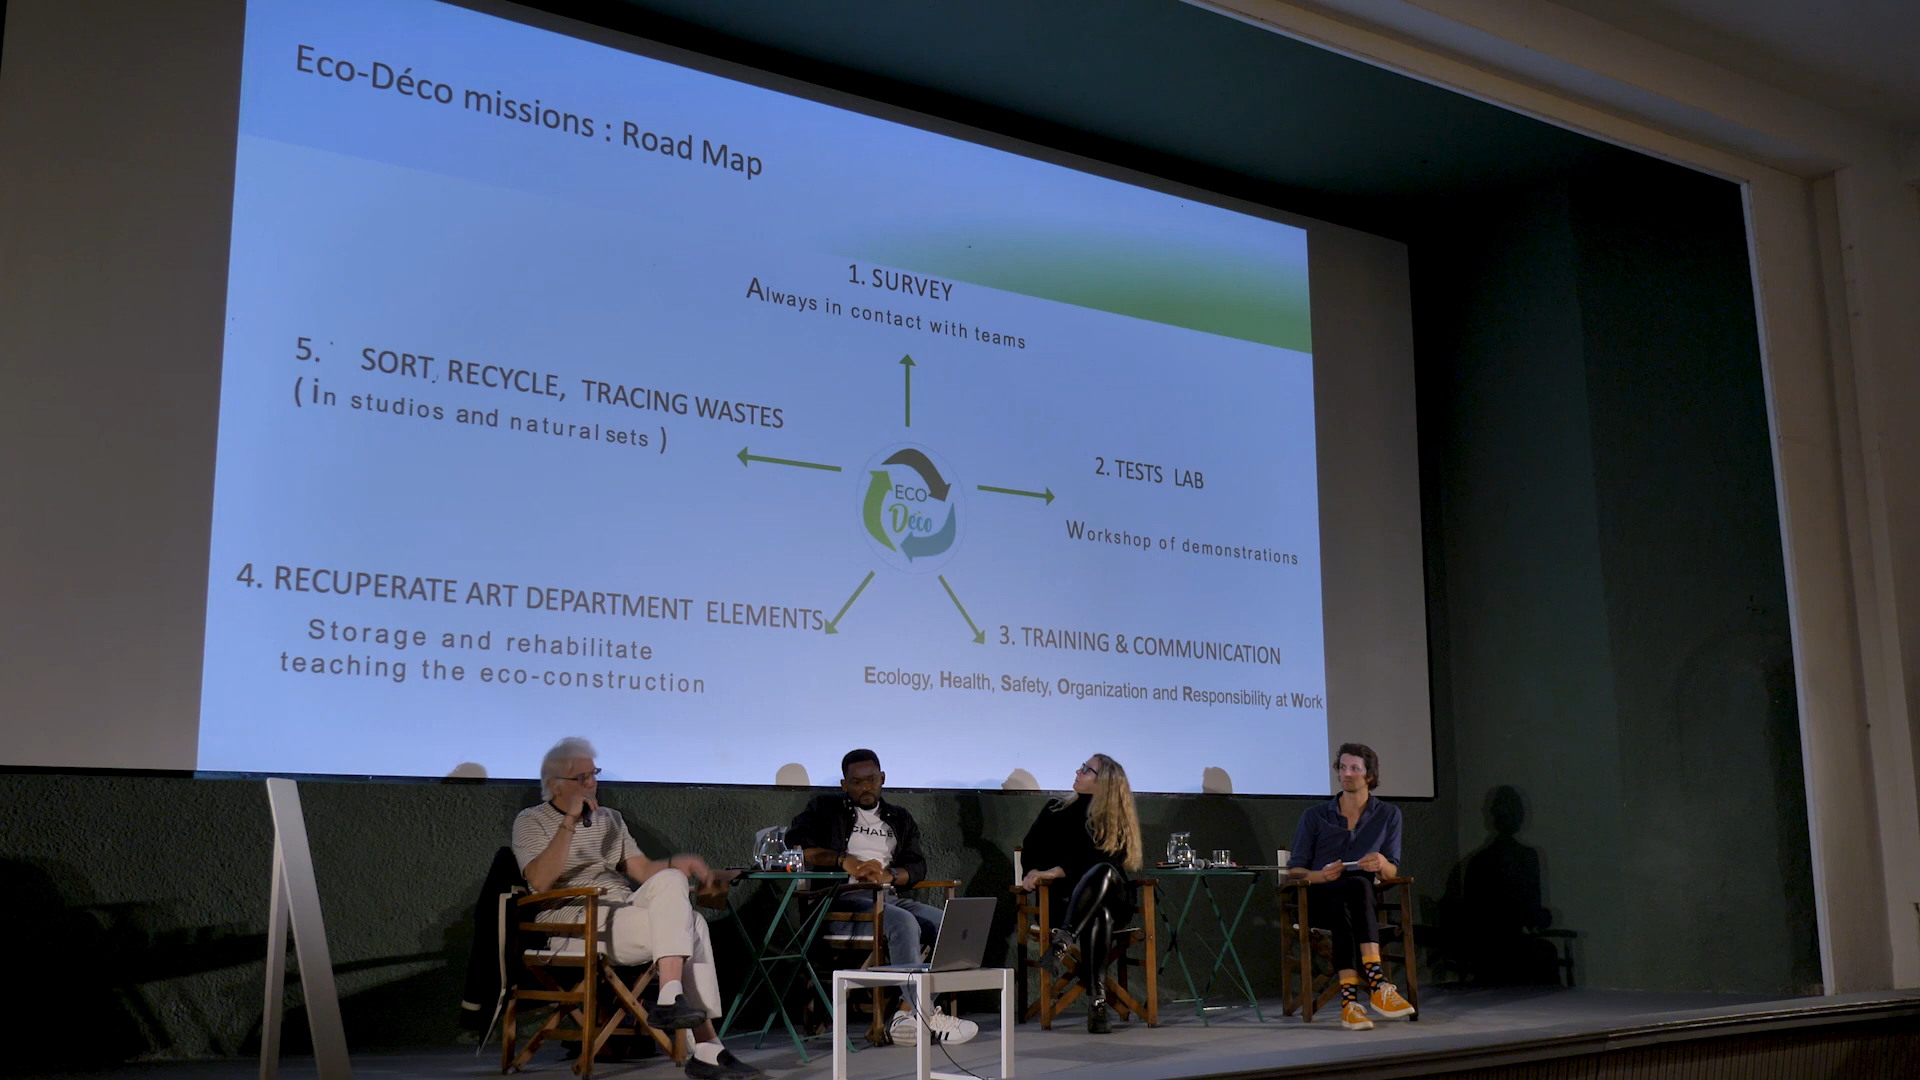 Eco-Déco missions : Road Map
1. SURVEY
Always in contact with teams
5. SORT, RECYCLE, TRACING WASTES
(in studios and natural sets )
2. TESTS LAB
Workshop of demonstrations
ECO
Déco
4. RECUPERATE ART DEPARTMENT ELEMENTS
Storage and rehabilitate
teaching the eco-construction
3. TRAINING & COMMUNICATION
Ecology, Health, Safety, Organization and Responsibility at Work